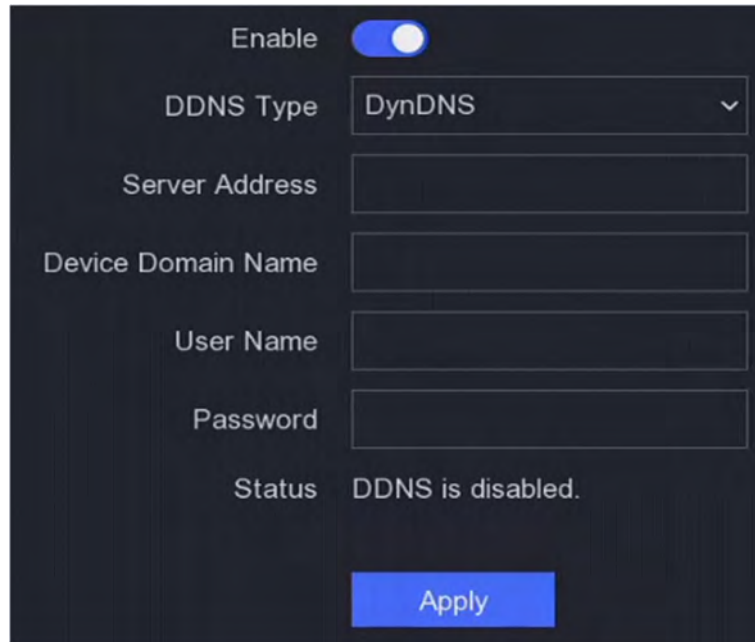 Enable
DDNS Type DynDNS
Server Address
Device Domain Name
User Name
Password
Status DDNS is disabled.
Apply